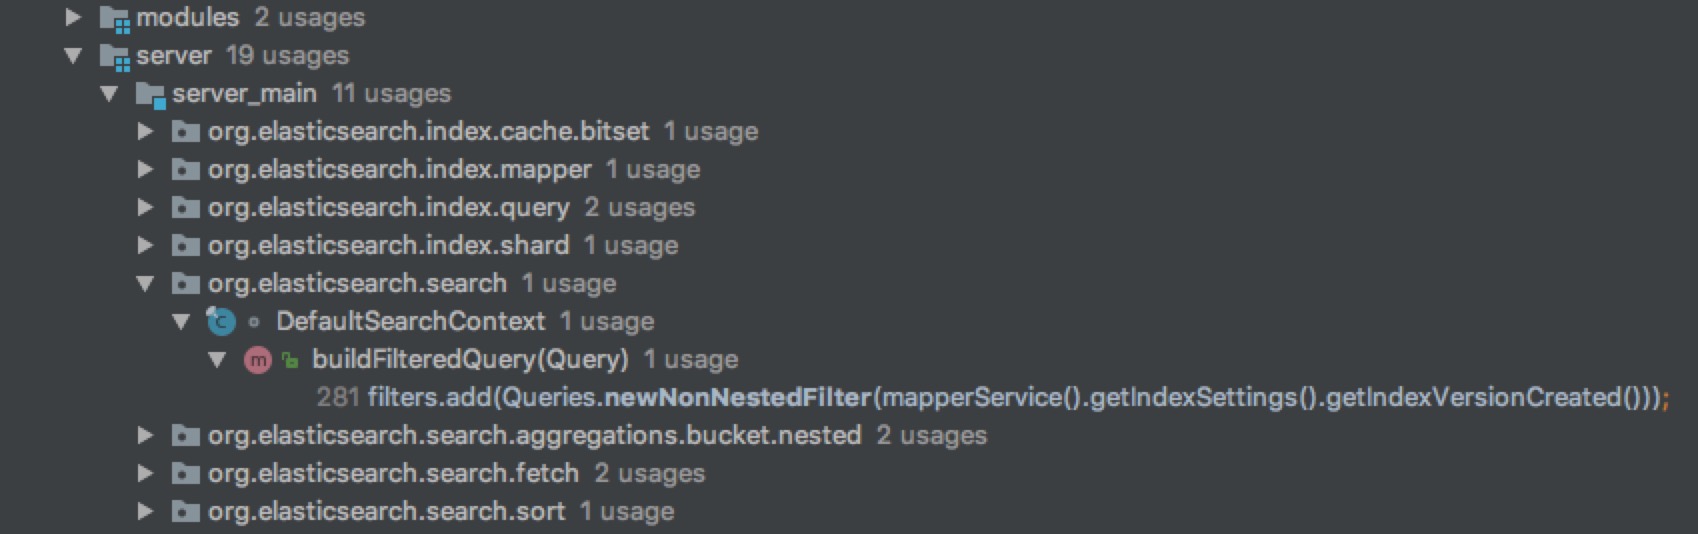 modules 2 usages
server 19 usages
server_main 11 usages
org.elasticsearch.index.cache.bitset 1 usage
org.elasticsearch.index.mapper 1 usage
org.elasticsearch.index.query 2 usages
org.elasticsearch.index.shard 1 usage
org.elasticsearch.search 1 usage
C DefaultSearchContext 1 usage
m buildFilteredQuery(Query) 1 usage
281 filters.add(Queries.newNonNestedFilter(mapperService().getIndexSettings().getIndexVersionCreated()));
org.elasticsearch.search.aggregations.bucket.nested 2 usages
org.elasticsearch.search.fetch 2 usages
org.elasticsearch.search.sort 1 usage